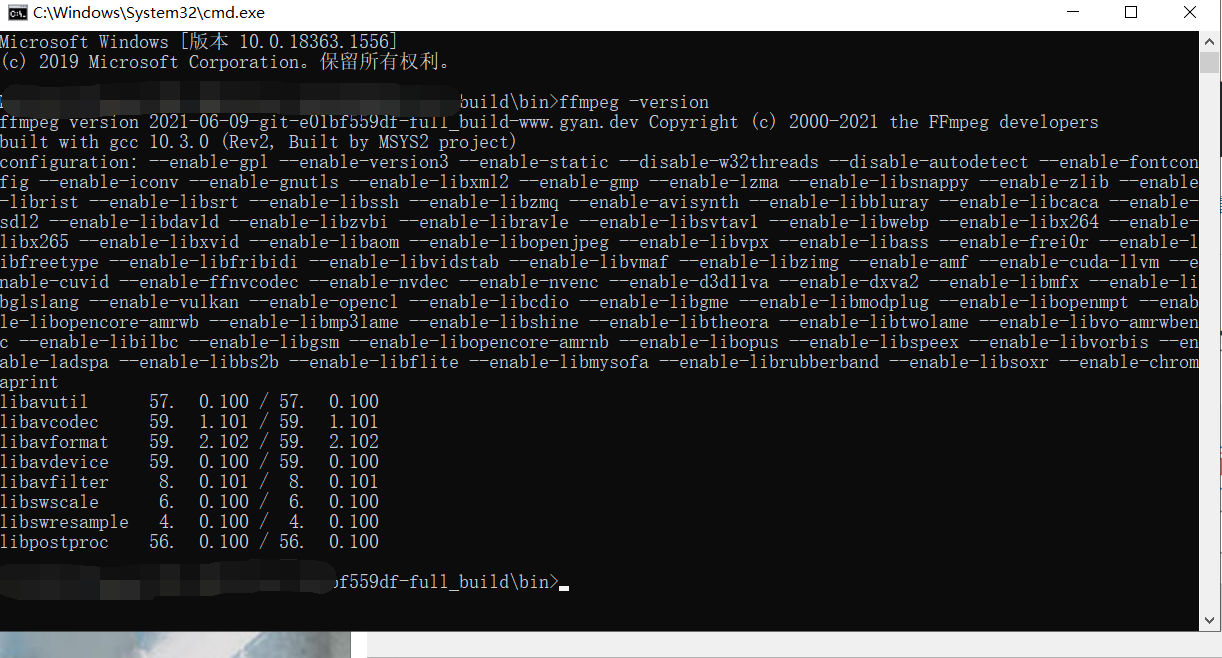 C:\Windows\System32\cmd.exe
Microsoft Windows [版本 10.0.18363.1556]
(c) 2019 Microsoft Corporation。保留所有权利。
build\bin>ffmpeg -version
ffmpeg version 2021-06-09-git-e01bf559df-full_build-www.gyan.dev Copyright (c) 2000-2021 the FFmpeg developers
built with gcc 10.3.0 (Rev2, Built by MSYS2 project)
configuration: --enable-gpl --enable-version3 --enable-static --disable-w32threads --disable-autodetect --enable-fontcon
fig --enable-iconv --enable-gnutls --enable-libxml2 --enable-gmp --enable-lzma --enable-libsnappy --enable-zlib --enable
-librist --enable-libsrt --enable-libssh --enable-libzmq --enable-avisynth --enable-libbluray --enable-libcaca --enable-
sdl2 --enable-libdav1d --enable-libzvbi --enable-librav1e --enable-libsvtav1 --enable-libwebp --enable-libx264 --enable-
libx265 --enable-libxvid --enable-libaom --enable-libopenjpeg --enable-libvpx --enable-libass --enable-frei0r --enable-l
ibfreetype --enable-libfribidi --enable-libvidstab --enable-libvmaf --enable-libzimg --enable-amf --enable-cuda-llvm --e
nable-cuvid --enable-ffnvcodec --enable-nvdec --enable-nvenc --enable-d3d11va --enable-dxva2 --enable-libmfx --enable-li
bglslang --enable-vulkan --enable-opencl --enable-libcdio --enable-libgme --enable-libmodplug --enable-libopenmpt --enab
le-libopencore-amrwb --enable-libmp3lame --enable-libshine --enable-libtheora --enable-libtwolame --enable-libvo-amrwben
c --enable-libilbc --enable-libgsm --enable-libopencore-amrnb --enable-libopus --enable-libspeex --enable-libvorbis --en
able-ladspa --enable-libbs2b --enable-libflite --enable-libmysofa --enable-librubberband --enable-libsoxr --enable-chrom
aprint
libavutil      57.  0.100 / 57.  0.100
libavcodec     59.  1.101 / 59.  1.101
libavformat    59.  2.102 / 59.  2.102
libavdevice    59.  0.100 / 59.  0.100
libavfilter     8.  0.101 /  8.  0.101
libswscale      6.  0.100 /  6.  0.100
libswresample   4.  0.100 /  4.  0.100
libpostproc    56.  0.100 / 56.  0.100
bf559df-full_build\bin>